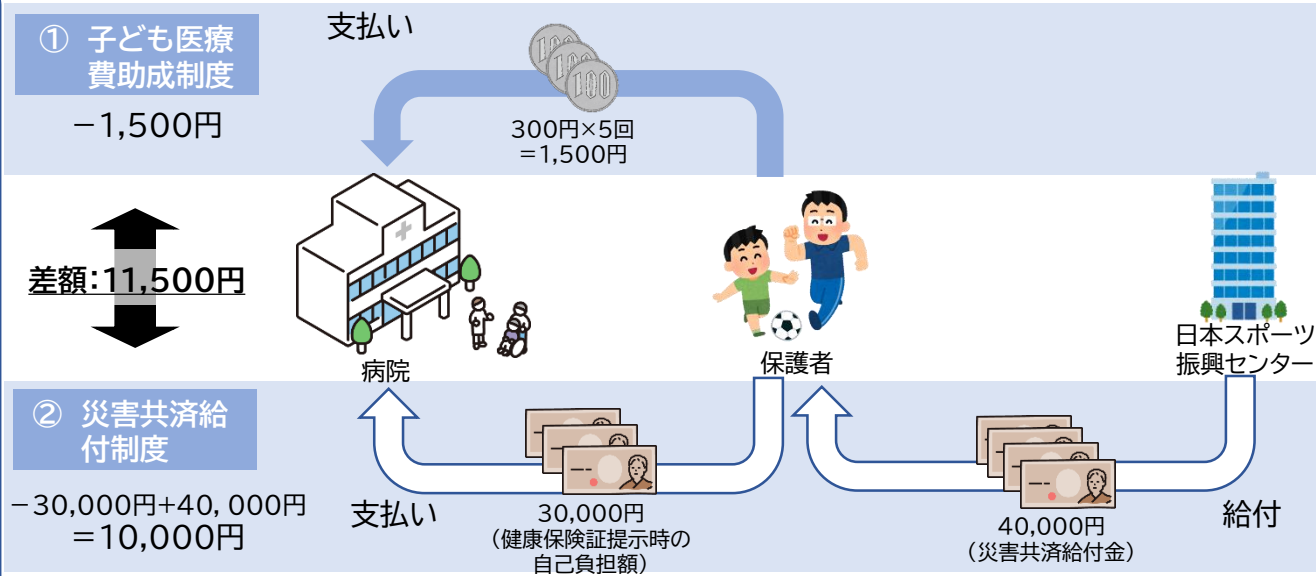 ① 子ども医療
費助成制度
－1,500円
支払い
100
100
100
300円×5回
＝1,500円
差額：11,500円
病院
保護者
日本スポーツ
振興センター
② 災害共済給
付制度
－30,000円+40,000円
＝10,000円
支払い
30,000円
（健康保険証提示時の
自己負担額）
40,000円
（災害共済給付金）
給付